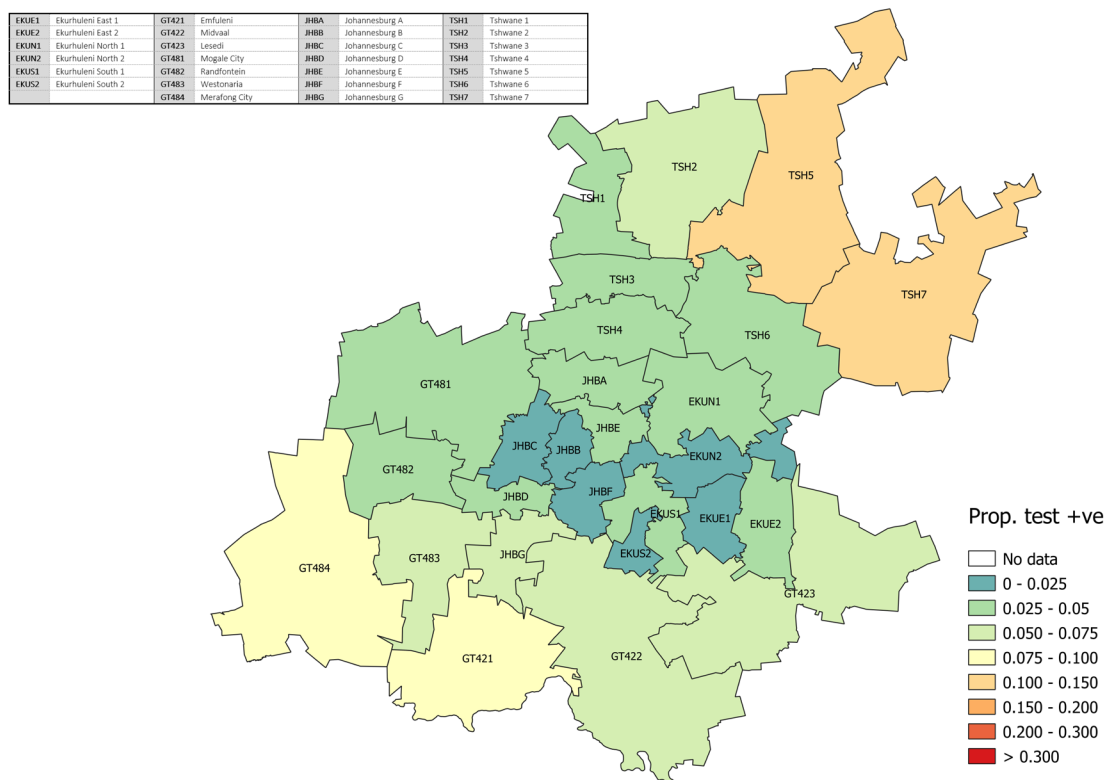 EKUE1 Ekurhuleni East 1 GT421 Emfuleni JHBA Johannesburg A TSH1 Tshwane 1
EKUE2 Ekurhuleni East 2 GT422 Midvaal JHBB Johannesburg B TSH2 Tshwane 2
EKUN1 Ekurhuleni North 1 GT423 Lesedi JHBC Johannesburg C TSH3 Tshwane 3
EKUN2 Ekurhuleni North 2 GT481 Mogale City JHBD Johannesburg D TSH4 Tshwane 4
EKUS1 Ekurhuleni South 1 GT482 Randfontein JHBE Johannesburg E TSH5 Tshwane 5
EKUS2 Ekurhuleni South 2 GT483 Westonaria JHBF Johannesburg F TSH6 Tshwane 6
GT484 Merafong City JHBG Johannesburg G TSH7 Tshwane 7
TSH2
TSH5
TSH1
TSH3
TSH7
TSH4
TSH6
JHBA
GT481
EKUN1
JHBE
JHBC
JHBB
EKUN2
GT482
JHBF
JHBD
EKUS1
EKUE1
EKUE2
EKUS2
JHBG
GT483
GT484
GT423
GT421
GT422
Prop. test +ve
No data
0 - 0.025
0.025 - 0.05
0.050 - 0.075
0.075 - 0.100
0.100 - 0.150
0.150 - 0.200
0.200 - 0.300
> 0.300